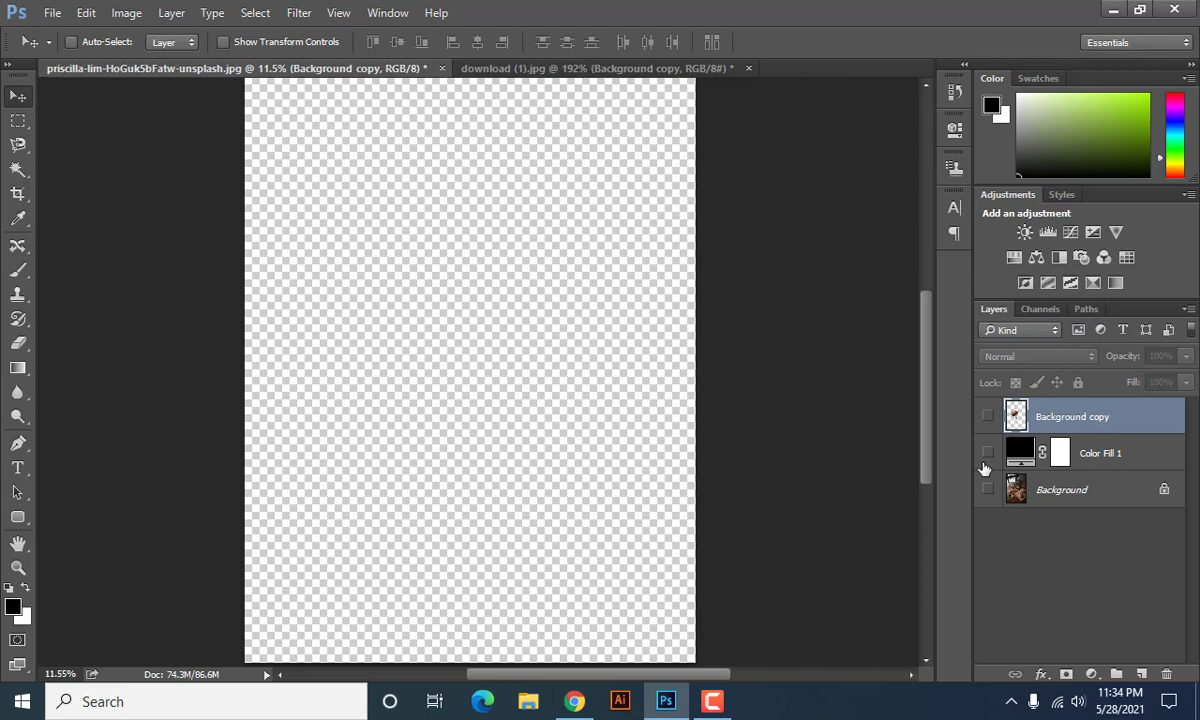 Ps File Edit Image Layer Type Select Filter View Window Help
Auto-Select: Layer Show Transform Controls Essentials
priscilla-lim-HoGuk5bFatw-unsplash.jpg @ 11.5% (Background copy, RGB/8) * × download (1).jpg @ 192% (Background copy, RGB/8#) * ×
Color Swatches
Adjustments Styles
Add an adjustment
Layers Channels Paths
Kind
Normal Opacity: 100%
Lock: Fill: 100%
Background copy
Color Fill 1
Background
11.55% Doc: 74.3M/86.6M
Search Ai Ps 11:34 PM
5/28/2021